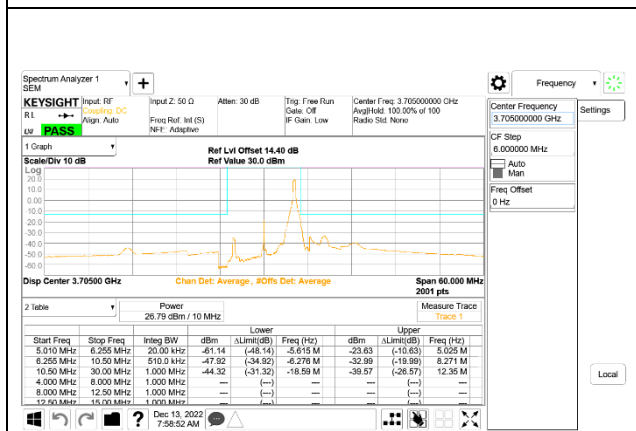 Spectrum Analyzer 1
SEM
Frequency
KEYSIGHT Input: RF Input Z: 50 Ω Atten: 30 dB Trig: Free Run Center Freq: 3.705000000 GHz
R L Coupling: DC Gate: Off Avg|Hold: 100.00% of 100
Align: Auto Freq Ref: Int (S) IF Gain: Low Radio Std: None
PASS NFE: Adaptive
Center Frequency
3.705000000 GHz
Settings
CF Step
6.000000 MHz
Auto
Man
Freq Offset
0 Hz
Local
1 Graph
Scale/Div 10 dB
Ref Lvl Offset 14.40 dB
Ref Value 30.0 dBm
Log
20.0
10.0
0.00
-10.0
-20.0
-30.0
-40.0
-50.0
-60.0
Disp Center 3.70500 GHz Chan Det: Average , #Offs Det: Average Span 60.000 MHz
2001 pts
2 Table Power Measure Trace
26.79 dBm / 10 MHz Trace 1
Lower Upper
Start Freq Stop Freq Integ BW dBm ΔLimit(dB) Freq (Hz) dBm ΔLimit(dB) Freq (Hz)
5.010 MHz 6.255 MHz 20.00 kHz -61.14 (-48.14) -5.615 M -23.63 (-10.63) 5.025 M
6.255 MHz 10.50 MHz 510.0 kHz -47.92 (-34.92) -6.276 M -32.99 (-19.99) 8.271 M
10.50 MHz 30.00 MHz 1.000 MHz -44.32 (-31.32) -18.59 M -39.57 (-26.57) 12.35 M
4.000 MHz 8.000 MHz 1.000 MHz --- (---) --- (---)
8.000 MHz 12.50 MHz 1.000 MHz --- (---) --- (---)
12.50 MHz 15.00 MHz 1.000 MHz --- (---) --- (---)
? Dec 13, 2022
7:58:52 AM